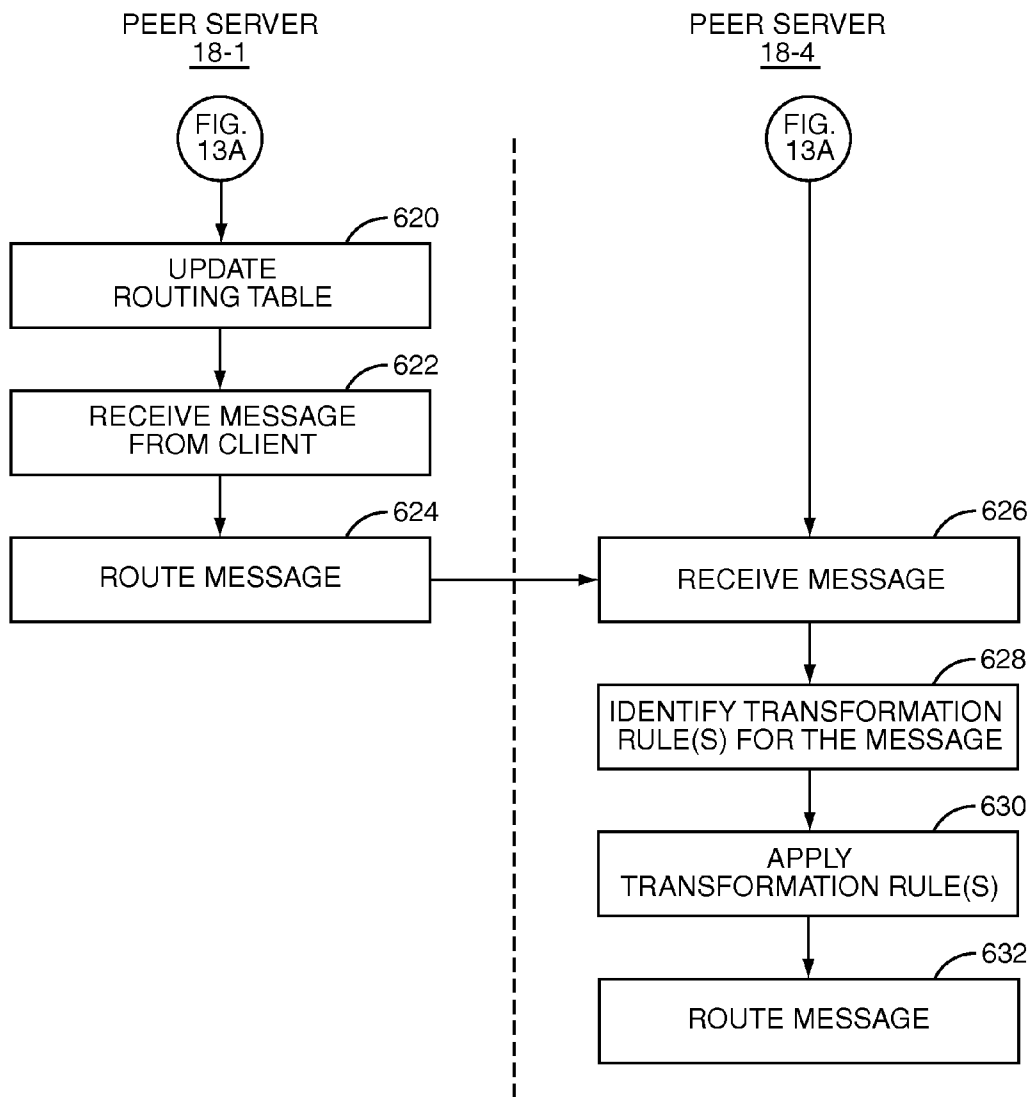 PEER SERVER
18-1
FIG.
13A
620
UPDATE
ROUTING TABLE
622
RECEIVE MESSAGE
FROM CLIENT
624
ROUTE MESSAGE
PEER SERVER
18-4
FIG.
13A
626
RECEIVE MESSAGE
628
IDENTIFY TRANSFORMATION
RULE(S) FOR THE MESSAGE
630
APPLY
TRANSFORMATION RULE(S)
632
ROUTE MESSAGE